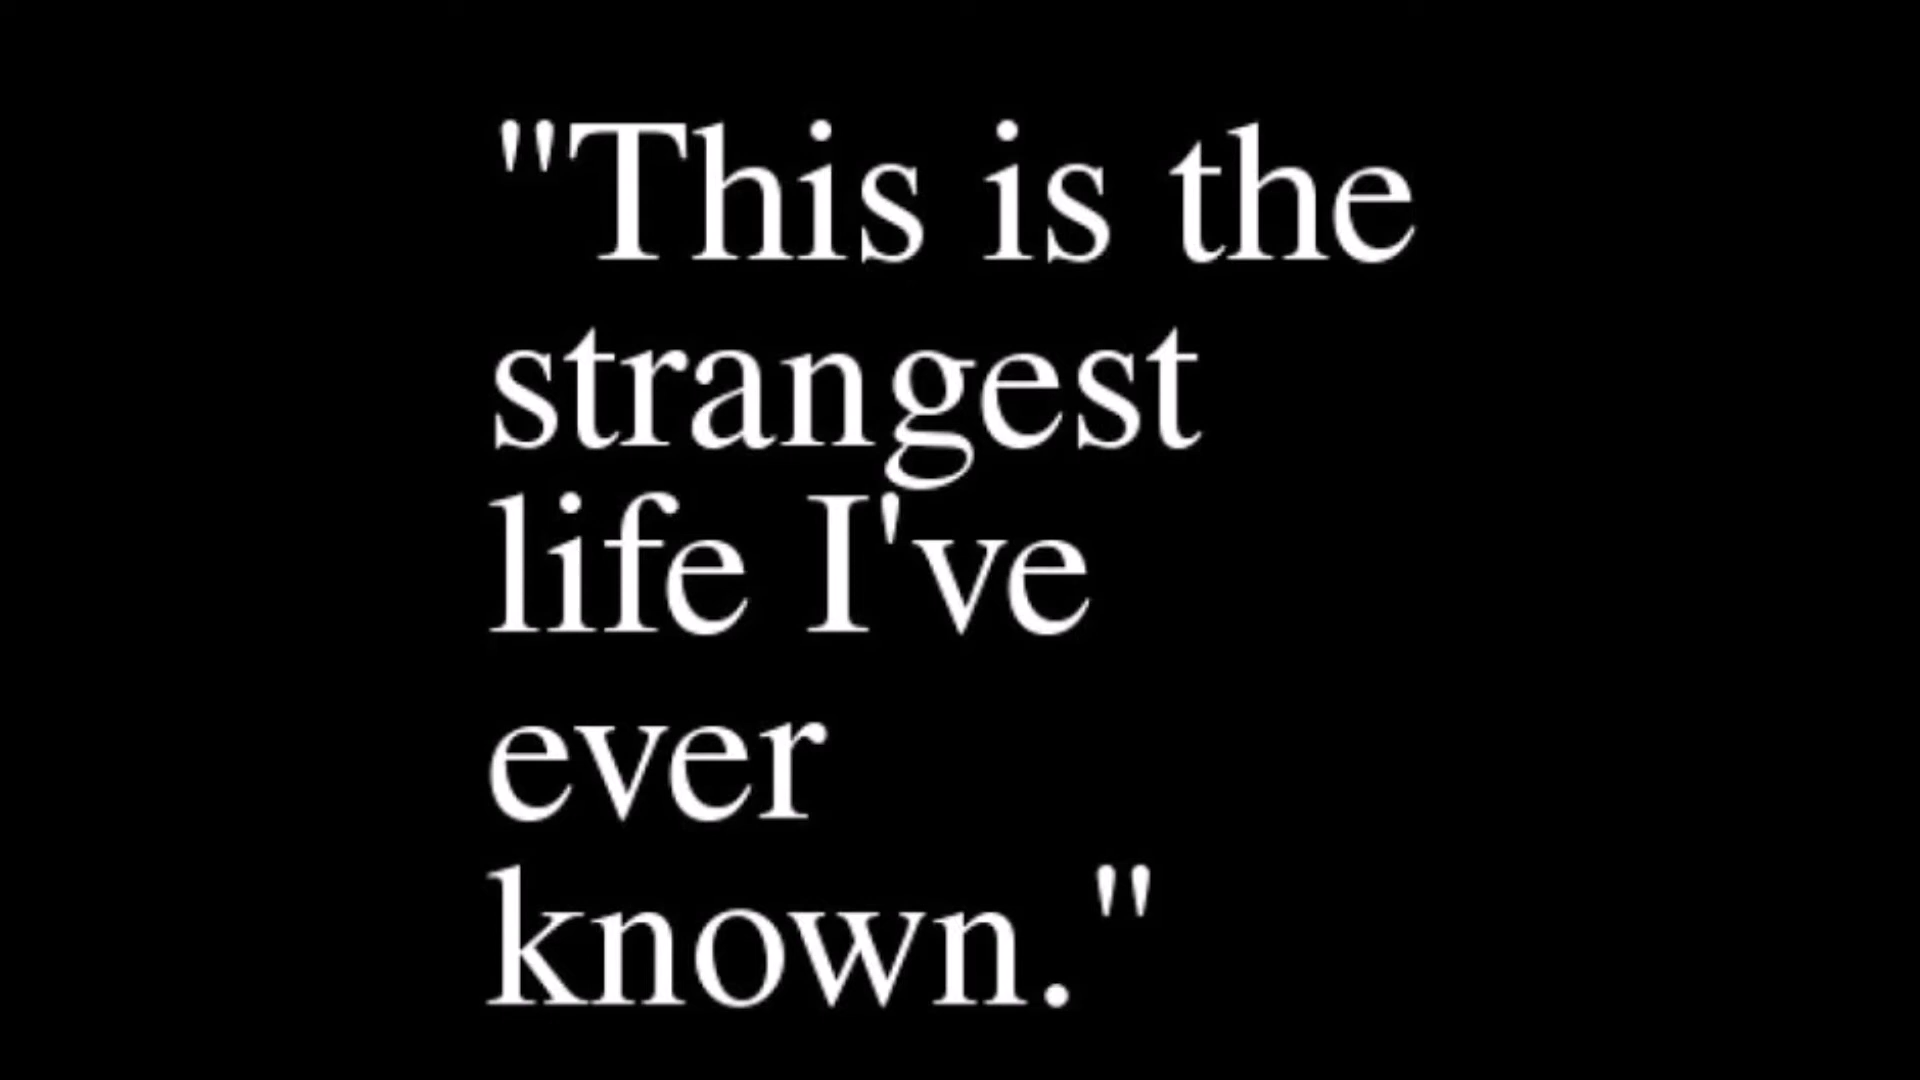 "This is the
strangest
life I've
ever
known."